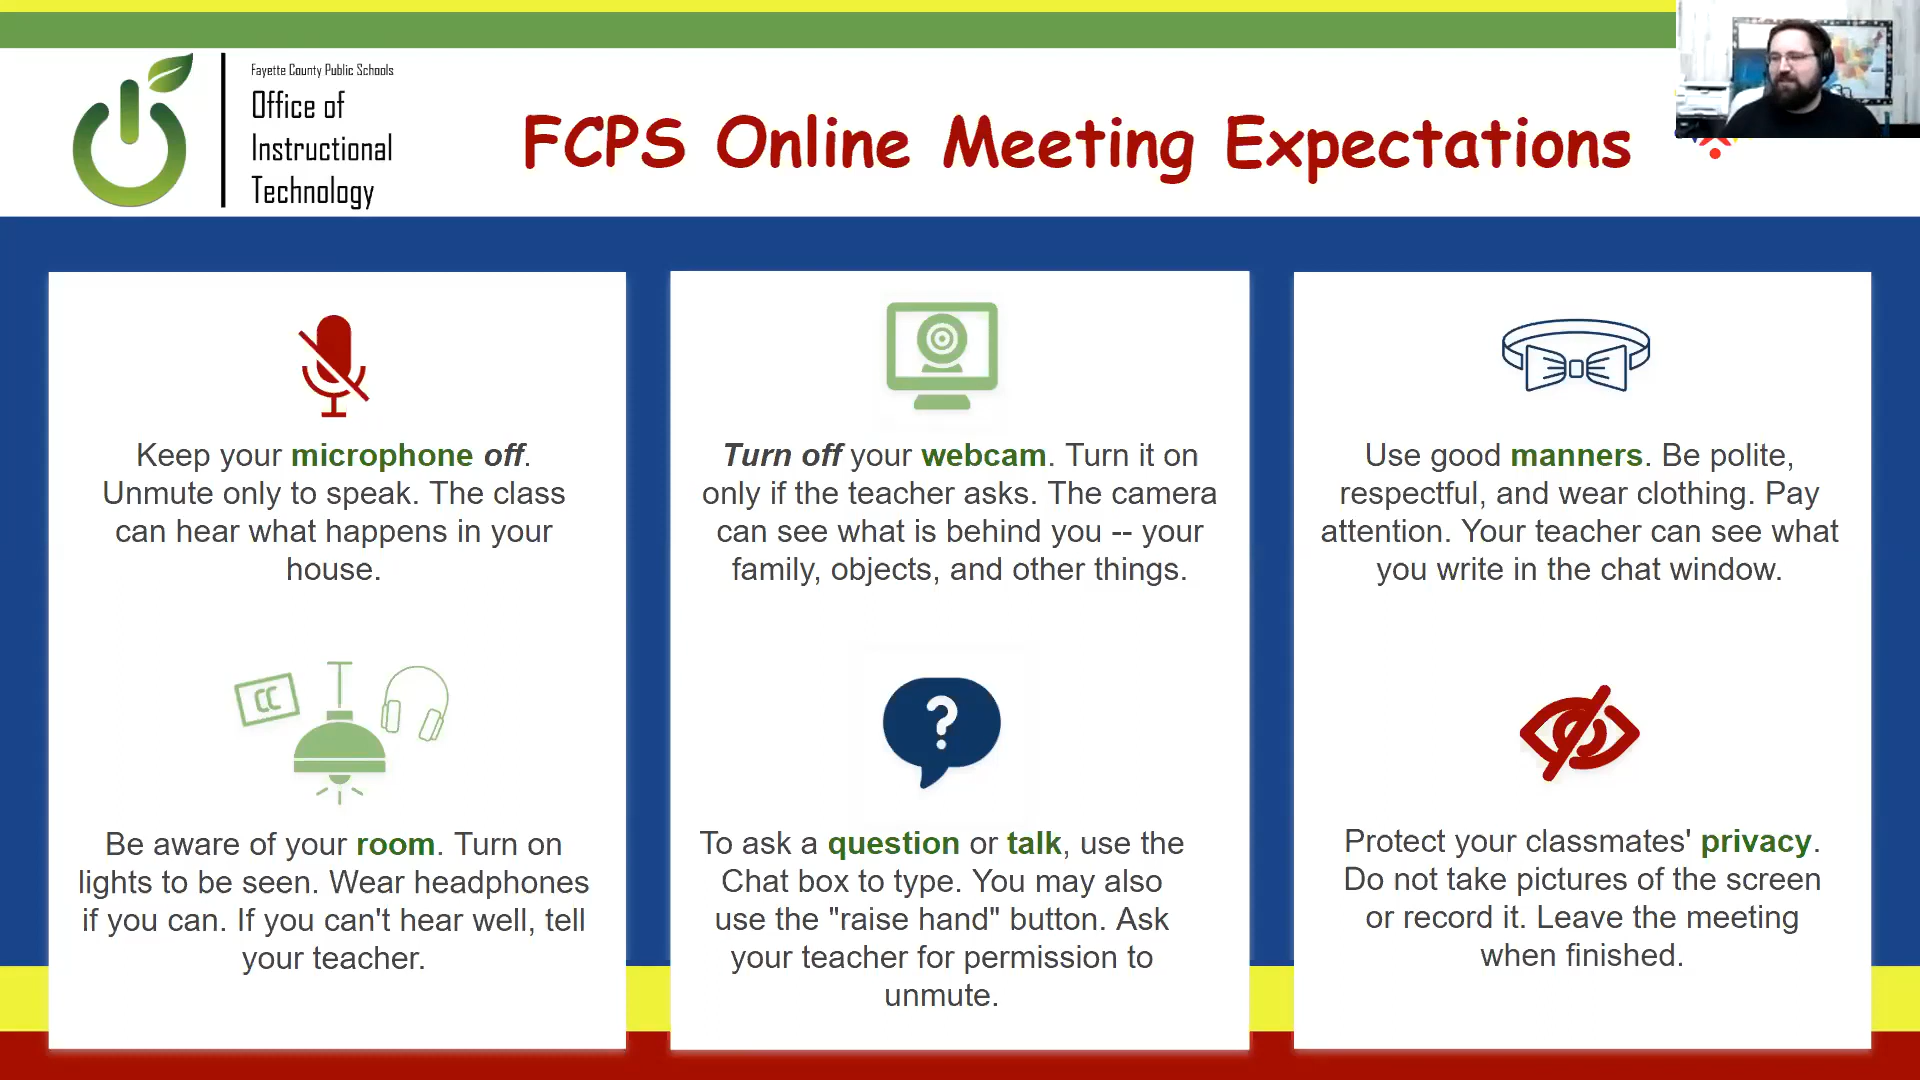 Fayette County Public Schools
Office of
Instructional
Technology
FCPS Online Meeting Expectations
Keep your microphone off.
Unmute only to speak. The class
can hear what happens in your
house.
Turn off your webcam. Turn it on
only if the teacher asks. The camera
can see what is behind you -- your
family, objects, and other things.
Use good manners. Be polite,
respectful, and wear clothing. Pay
attention. Your teacher can see what
you write in the chat window.
CC
Be aware of your room. Turn on
lights to be seen. Wear headphones
if you can. If you can't hear well, tell
your teacher.
?
To ask a question or talk, use the
Chat box to type. You may also
use the "raise hand" button. Ask
your teacher for permission to
unmute.
Protect your classmates' privacy.
Do not take pictures of the screen
or record it. Leave the meeting
when finished.